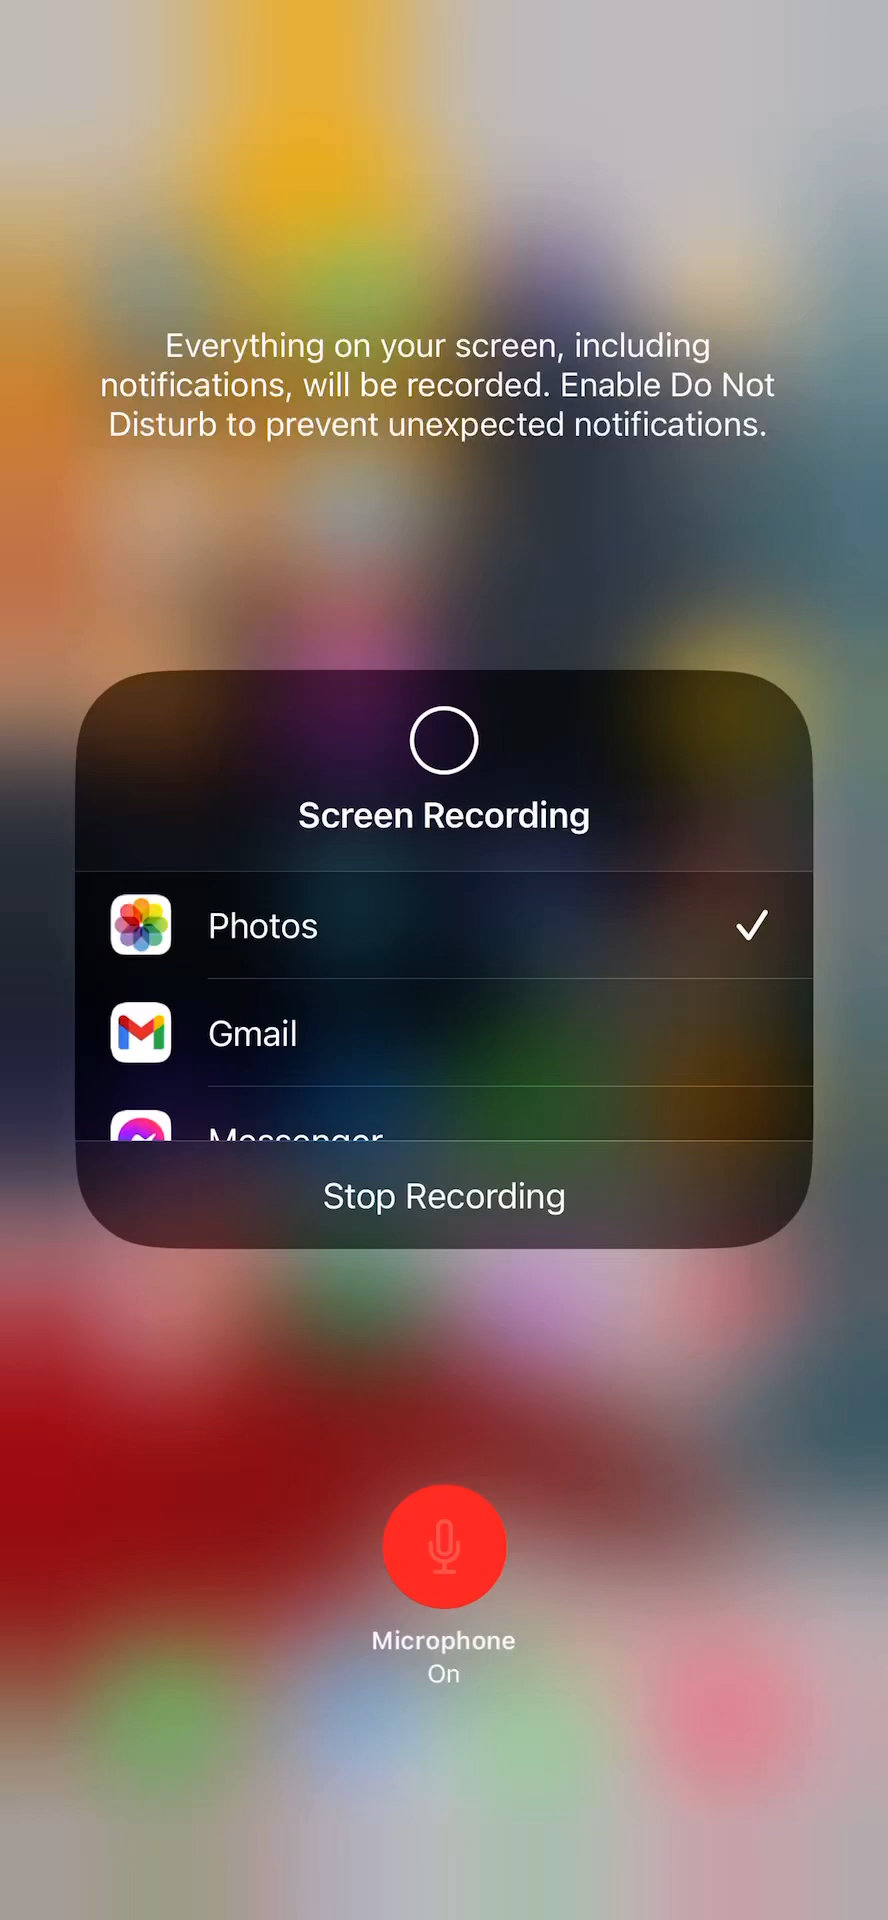 Everything on your screen, including
notifications, will be recorded. Enable Do Not
Disturb to prevent unexpected notifications.
Screen Recording
Photos
Gmail
Messenger
Stop Recording
Microphone
On